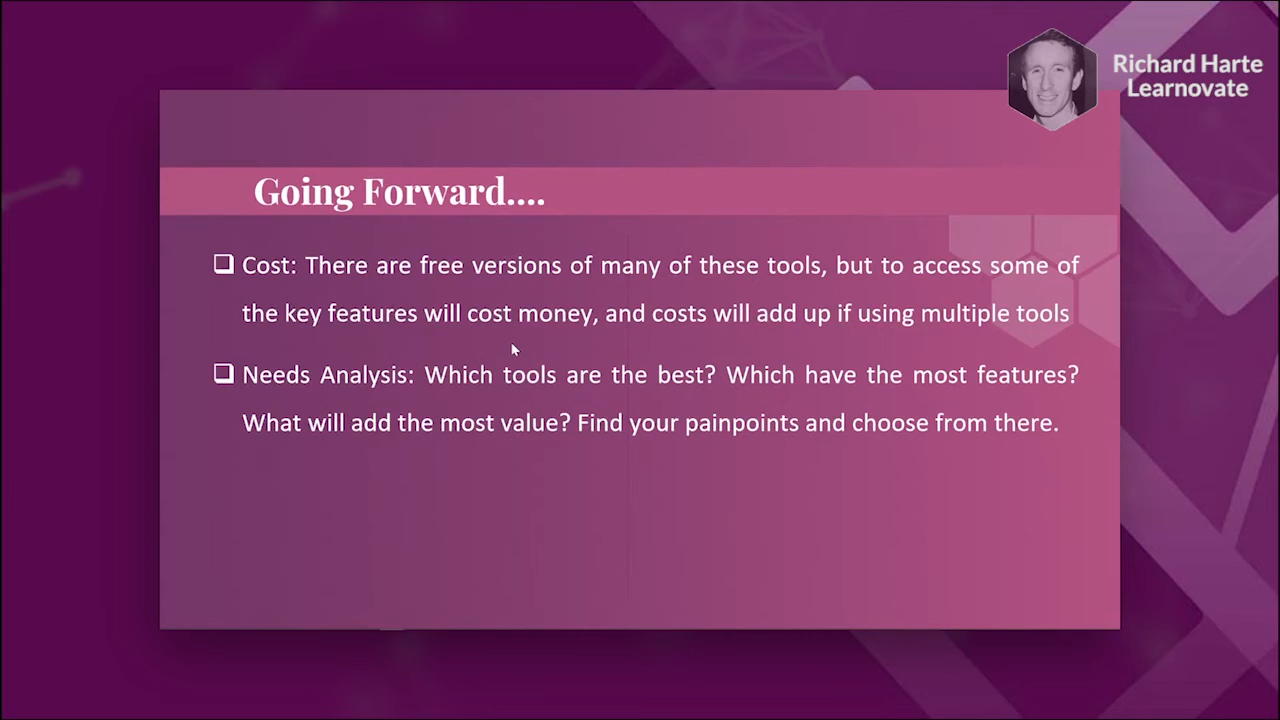 Richard Harte
Learnovate
Going Forward....
Cost: There are free versions of many of these tools, but to access some of
the key features will cost money, and costs will add up if using multiple tools
Needs Analysis: Which tools are the best? Which have the most features?
What will add the most value? Find your painpoints and choose from there.